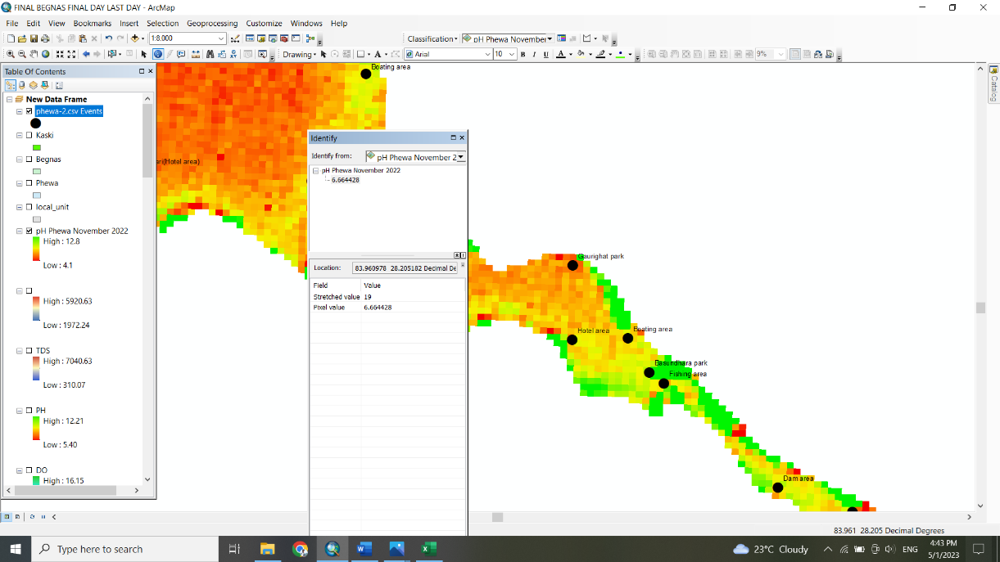 FINAL BEGNAS FINAL DAY LAST DAY - ArcMap
File Edit View Bookmarks Insert Selection Geoprocessing Customize Windows Help
1:8,000
Classification
pH Phewa November
Drawing
Arial
10
B I U A
9%
Table Of Contents
New Data Frame
phewa-2.csv Events
Kaski
Begnas
Phewa
local_unit
pH Phewa November 2022
High : 12.8
Low : 4.1
High : 5920.63
Low : 1972.24
TDS
High : 7040.63
Low : 310.07
PH
High : 12.21
Low : 5.40
DO
High : 16.15
Boating area
ari(Hotel area)
Identify
Identify from:
pH Phewa November 2
pH Phewa November 2022
6.664428
Location:
83.960978 28.205182 Decimal De
Field Value
Stretched value 19
Pixel value 6.664428
Gaurighat park
Hotel area
Boating area
Basundhara park
Fishing area
Dam area
Catalog
83.961 28.205 Decimal Degrees
Type here to search
23°C Cloudy
ENG
4:43 PM
5/1/2023